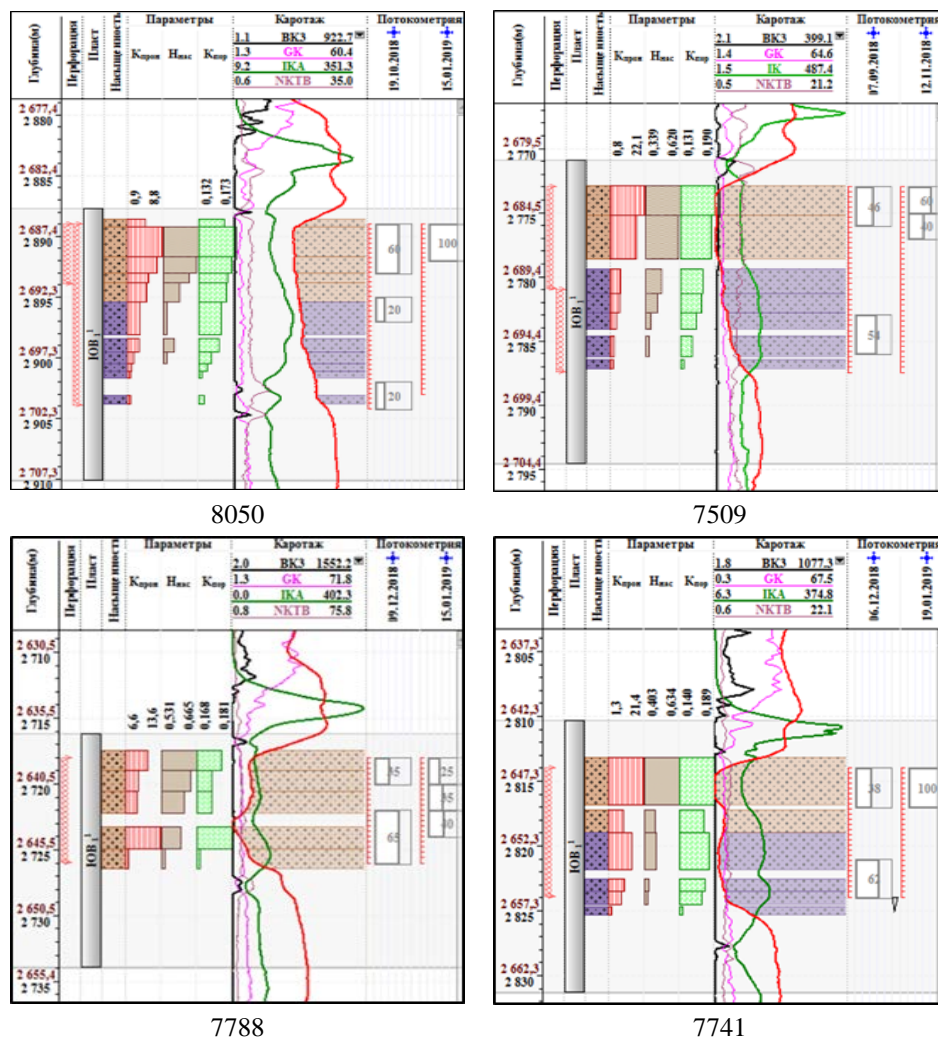 Глубина(м)
Перфорация
Пласт
Насыщенность
Параметры
Кпрон Ннас Кпор
Каротаж
1.1 ВКЗ 922.7
1.3 GK 60.4
9.2 IKA 351.3
0.6 NKTB 35.0
Потокометрия
19.10.2018
15.01.2019
2 677,4
2 880
2 682,4
2 885
2 687,4
2 890
2 692,3
2 895
2 697,3
2 900
2 702,3
2 905
2 707,3
2 910
0,9
8,8
0,132
0,173
ЮВ 1 1
60
100
20
20
8050
Глубина(м)
Перфорация
Пласт
Насыщенность
Параметры
Кпрон Ннас Кпор
Каротаж
2.1 ВКЗ 399.1
1.4 GK 64.6
1.5 IK 487.4
0.5 NKTB 21.2
Потокометрия
07.09.2018
12.11.2018
2 679,5
2 770
2 684,5
2 775
2 689,4
2 780
2 694,4
2 785
2 699,4
2 790
2 704,4
2 795
0,8
22,1
0,339
0,620
0,131
0,190
ЮВ 1 1
46
60
40
54
7509
Глубина(м)
Перфорация
Пласт
Насыщенность
Параметры
Кпрон Ннас Кпор
Каротаж
2.0 ВКЗ 1552.2
1.3 GK 71.8
0.0 IKA 402.3
0.8 NKTB 75.8
Потокометрия
09.12.2018
15.01.2019
2 630,5
2 710
2 635,5
2 715
2 640,5
2 720
2 645,5
2 725
2 650,5
2 730
2 655,4
2 735
6,6
13,6
0,531
0,665
0,168
0,181
ЮВ 1 1
35
25
35
40
65
7788
Глубина(м)
Перфорация
Пласт
Насыщенность
Параметры
Кпрон Ннас Кпор
Каротаж
1.8 ВКЗ 1077.3
0.3 GK 67.5
6.3 IKA 374.8
0.6 NKTB 22.1
Потокометрия
06.12.2018
19.01.2019
2 637,3
2 805
2 642,3
2 810
2 647,3
2 815
2 652,3
2 820
2 657,3
2 825
2 662,3
2 830
1,3
21,4
0,403
0,634
0,140
0,189
ЮВ 1 1
38
100
62
7741